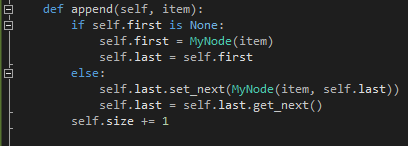 def append(self, item):
    if self.first is None:
        self.first = MyNode(item)
        self.last = self.first
    else:
        self.last.set_next(MyNode(item, self.last))
        self.last = self.last.get_next()
    self.size += 1